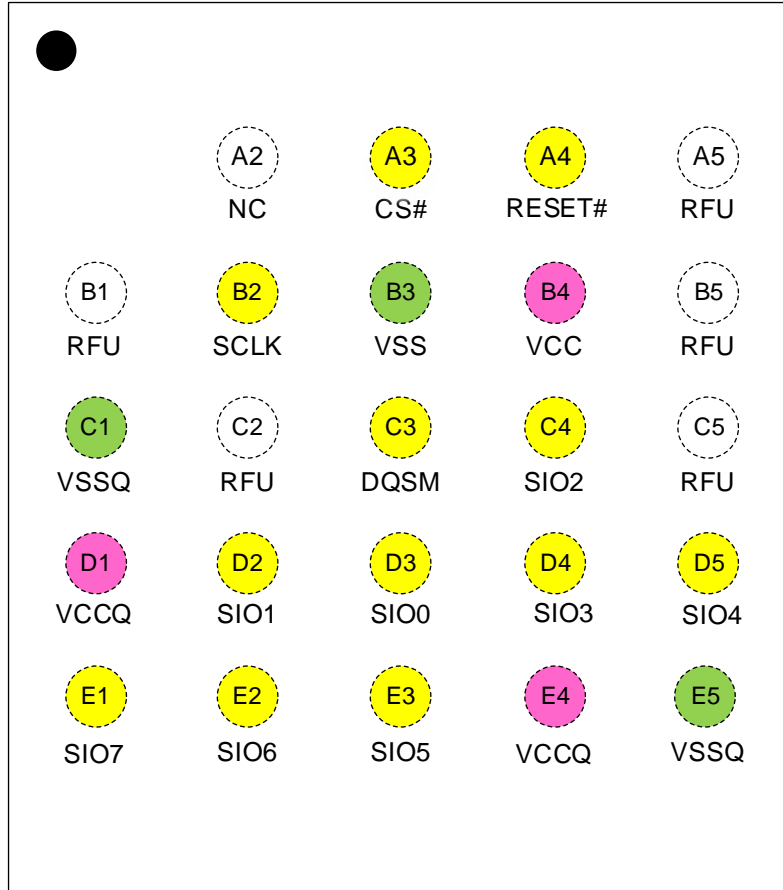 A2 A3 A4 A5
NC CS# RESET# RFU
B1 B2 B3 B4 B5
RFU SCLK VSS VCC RFU
C1 C2 C3 C4 C5
VSSQ RFU DQSM SIO2 RFU
D1 D2 D3 D4 D5
VCCQ SIO1 SIO0 SIO3 SIO4
E1 E2 E3 E4 E5
SIO7 SIO6 SIO5 VCCQ VSSQ